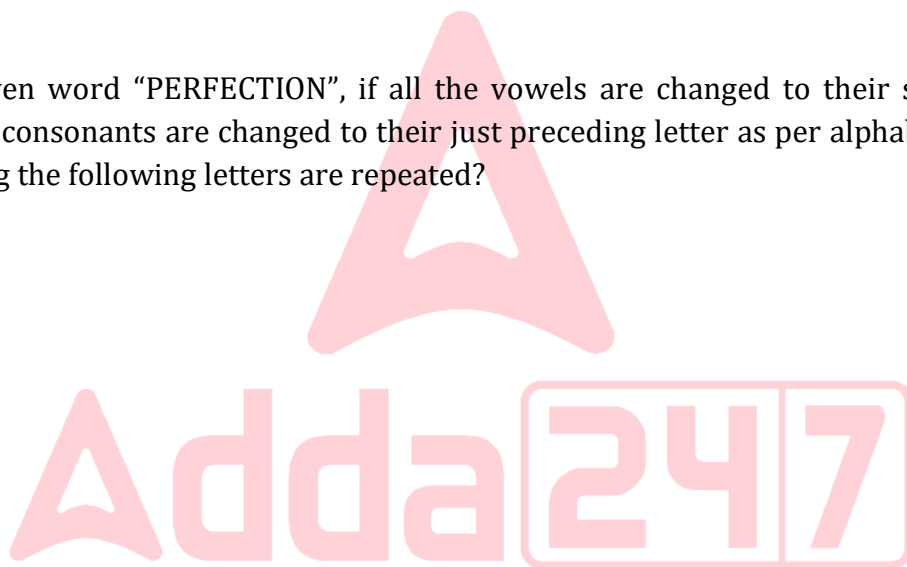 ven word “PERFECTION”, if all the vowels are changed to their s
consonants are changed to their just preceding letter as per alphab
g the following letters are repeated?
Adda247